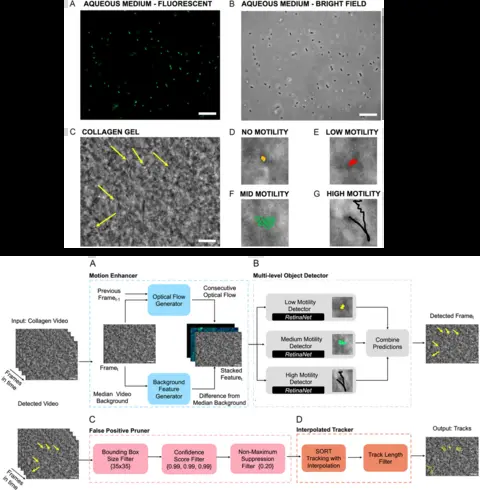 A AQUEOUS MEDIUM - FLUORESCENT
B AQUEOUS MEDIUM - BRIGHT FIELD
C COLLAGEN GEL
D NO MOTILITY
E LOW MOTILITY
F MID MOTILITY
G HIGH MOTILITY
A
Motion Enhancer
B
Multi-level Object Detector
Input: Collagen Video
Frames
in time
Previous
Frame t-1
Optical Flow
Generator
Consecutive
Optical Flow
Frame t
Stacked
Feature t
Median Video
Background
Background
Feature
Generator
Difference from
Median Background
Low Motility
Detector
RetinaNet
Medium Motility
Detector
RetinaNet
High Motility
Detector
RetinaNet
Combine
Predictions
Detected Frame t
Detected Video
Frames
in time
C
False Positive Pruner
Bounding Box
Size Filter
(35x35)
Confidence
Score Filter
(0.99, 0.99, 0.99)
Non-Maximum
Suppression
Filter (0.20)
D
Interpolated Tracker
SORT
Tracking with
Interpolation
Track Length
Filter
Output: Tracks